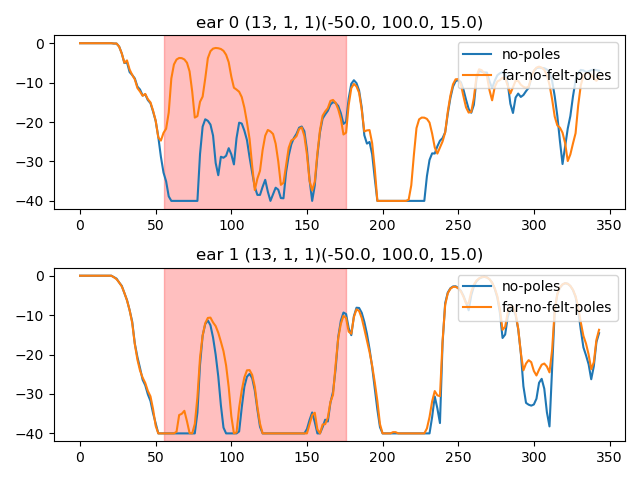 ear 0 (13, 1, 1)(-50.0, 100.0, 15.0)
0
−10
−20
−30
−40
no-poles
far-no-felt-poles
0 50 100 150 200 250 300 350
ear 1 (13, 1, 1)(-50.0, 100.0, 15.0)
0
−10
−20
−30
−40
no-poles
far-no-felt-poles
0 50 100 150 200 250 300 350